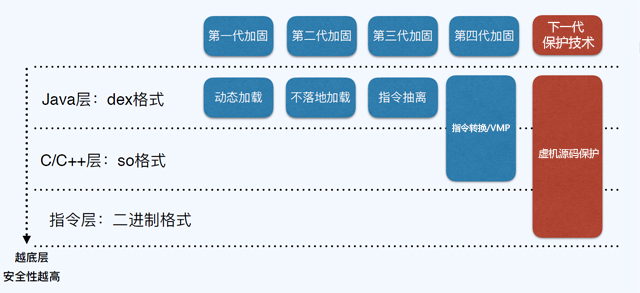 第一代加固
第二代加固
第三代加固
第四代加固
下一代
保护技术
Java层：dex格式
动态加载
不落地加载
指令抽离
指令转换/VMP
虚机源码保护
C/C++层：so格式
指令层：二进制格式
越底层
安全性越高